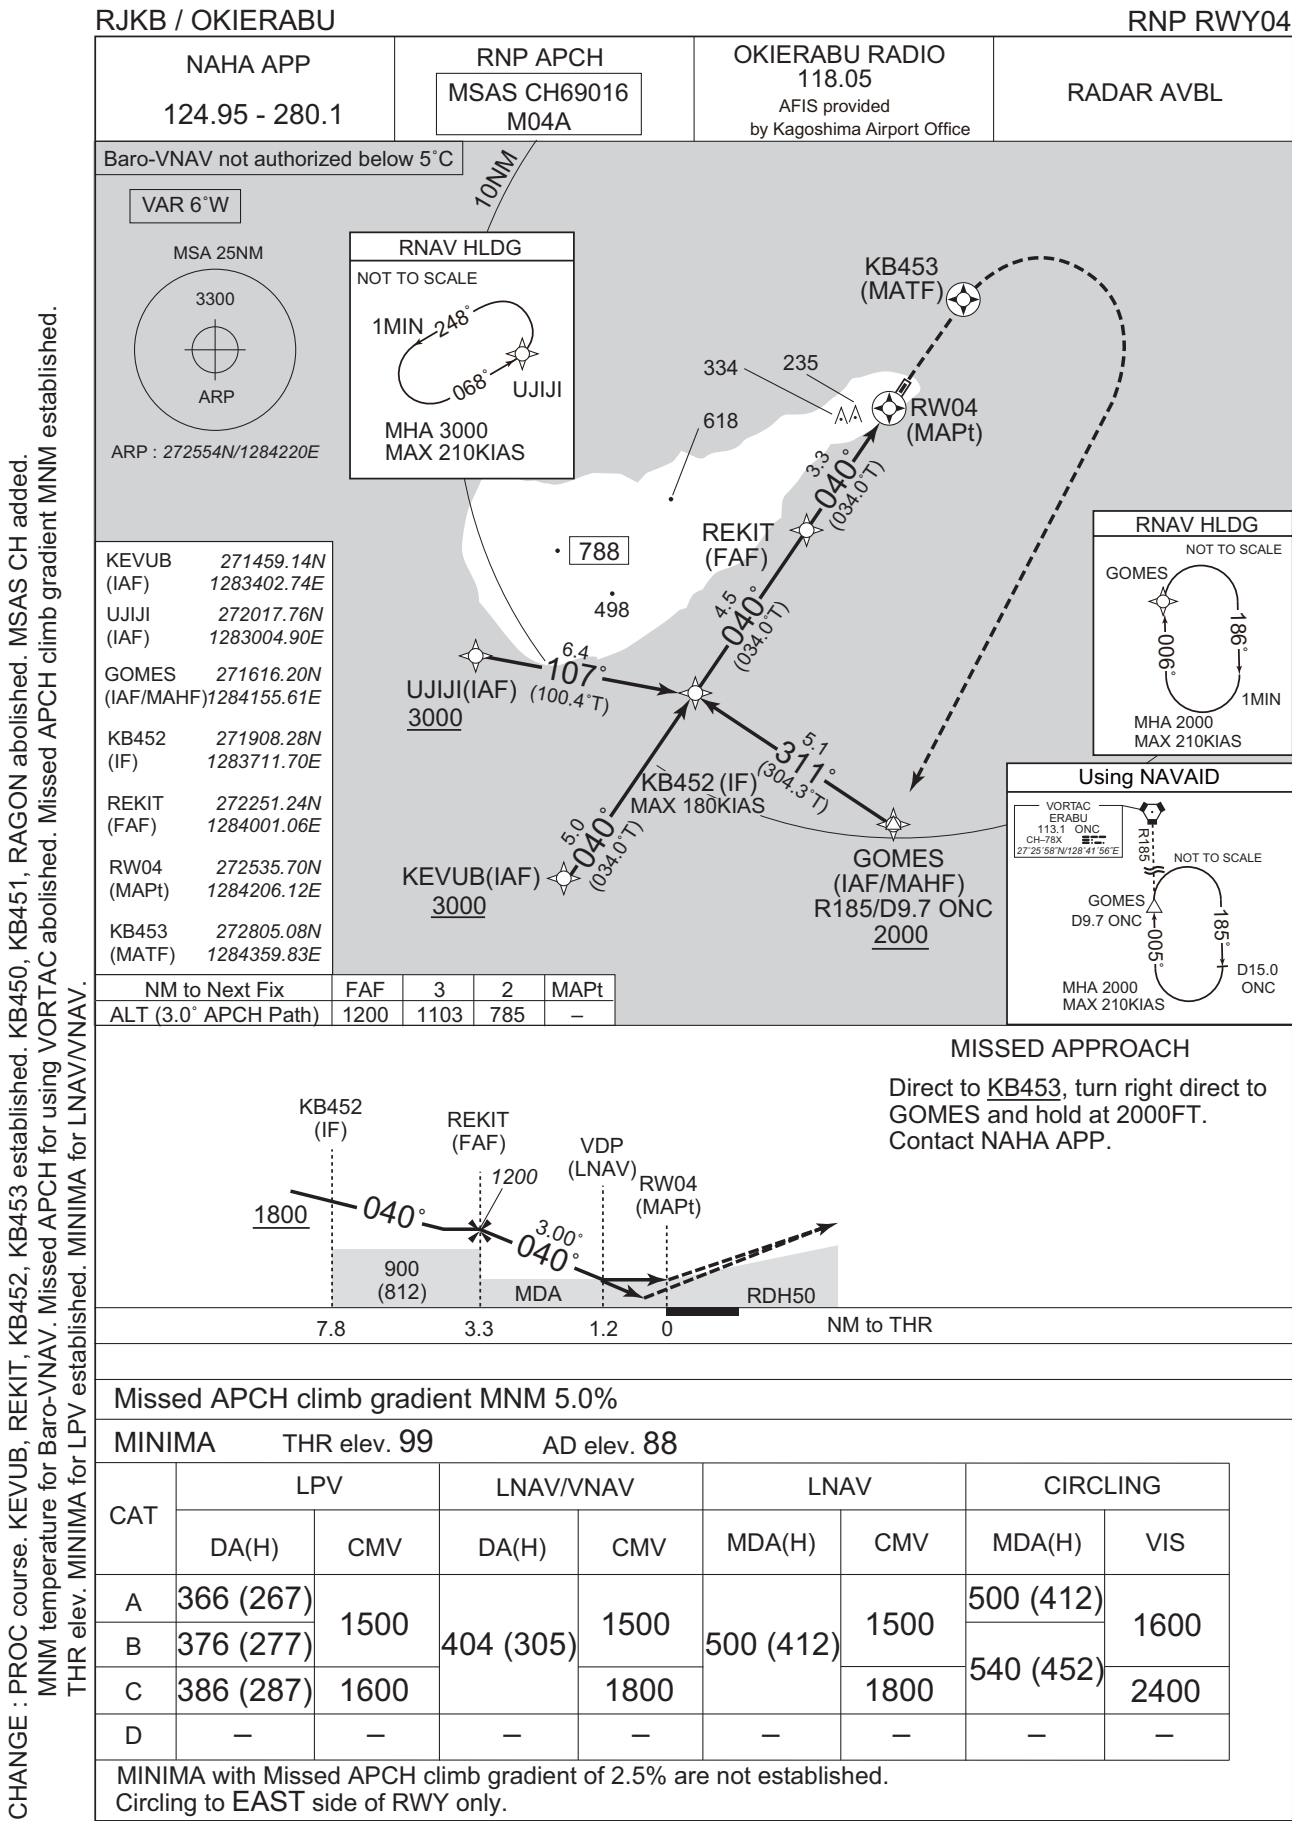 RJKB / OKIERABU
RNP RWY04
NAHA APP
124.95 - 280.1
RNP APCH
MSAS CH69016
M04A
OKIERABU RADIO
118.05
AFIS provided
by Kagoshima Airport Office
RADAR AVBL
Baro-VNAV not authorized below 5˚C
VAR 6˚W
MSA 25NM
3300
ARP
ARP : 272554N/1284220E
10NM
RNAV HLDG
NOT TO SCALE
1MIN
248˚
068˚
UJIJI
MHA 3000
MAX 210KIAS
KB453
(MATF)
334
235
618
RW04
(MAPt)
3.3
040˚
(034.0˚T)
REKIT
(FAF)
788
498
4.5
040˚
(034.0˚T)
UJIJI(IAF)
3000
6.4
107˚
(100.4˚T)
KB452 (IF)
MAX 180KIAS
5.1
311˚
(304.3˚T)
5.0
040˚
(034.0˚T)
KEVUB(IAF)
3000
GOMES
(IAF/MAHF)
R185/D9.7 ONC
2000
RNAV HLDG
NOT TO SCALE
GOMES
186˚
006˚
1MIN
MHA 2000
MAX 210KIAS
Using NAVAID
VORTAC
ERABU
113.1 ONC
CH–78X
27˚25´58˝N/128˚41´56˝E
R185
NOT TO SCALE
GOMES
D9.7 ONC
185˚
005˚
D15.0
ONC
MHA 2000
MAX 210KIAS
KEVUB 271459.14N
(IAF) 1283402.74E
UJIJI 272017.76N
(IAF) 1283004.90E
GOMES 271616.20N
(IAF/MAHF) 1284155.61E
KB452 271908.28N
(IF) 1283711.70E
REKIT 272251.24N
(FAF) 1284001.06E
RW04 272535.70N
(MAPt) 1284206.12E
KB453 272805.08N
(MATF) 1284359.83E
NM to Next Fix FAF 3 2 MAPt
ALT (3.0˚ APCH Path) 1200 1103 785 –
MISSED APPROACH
Direct to KB453, turn right direct to
GOMES and hold at 2000FT.
Contact NAHA APP.
KB452
(IF)
REKIT
(FAF)
VDP
(LNAV)
RW04
(MAPt)
1200
1800
040˚
3.00˚
040˚
900
(812)
MDA
RDH50
7.8 3.3 1.2 0 NM to THR
Missed APCH climb gradient MNM 5.0%
MINIMA THR elev. 99 AD elev. 88
CAT LPV LNAV/VNAV LNAV CIRCLING
DA(H) CMV DA(H) CMV MDA(H) CMV MDA(H) VIS
A 366 (267) 1500 404 (305) 1500 500 (412) 1500 500 (412) 1600
B 376 (277) 540 (452)
C 386 (287) 1600 1800 1800 2400
D – – – – – – – –
MINIMA with Missed APCH climb gradient of 2.5% are not established.
Circling to EAST side of RWY only.
CHANGE : PROC course. KEVUB, REKIT, KB452, KB453 established. KB450, KB451, RAGON abolished. MSAS CH added.
MNM temperature for Baro-VNAV. Missed APCH for using VORTAC abolished. Missed APCH climb gradient MNM established.
THR elev. MINIMA for LPV established. MINIMA for LNAV/VNAV.